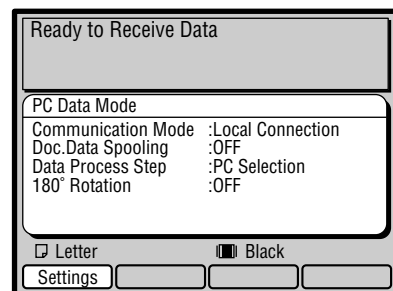 Ready to Receive Data
PC Data Mode
Communication Mode :Local Connection
Doc.Data Spooling :OFF
Data Process Step :PC Selection
180° Rotation :OFF
Letter Black
Settings